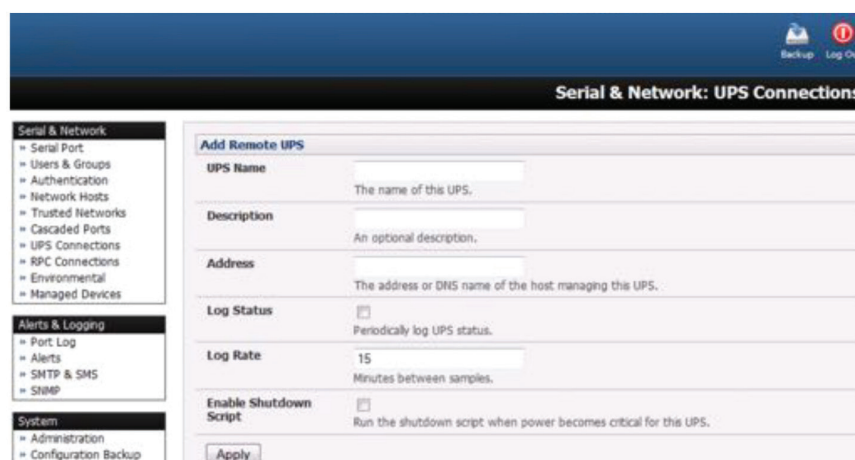 Backup Log Ou
Serial & Network: UPS Connections
Serial & Network
» Serial Port
» Users & Groups
» Authentication
» Network Hosts
» Trusted Networks
» Cascaded Ports
» UPS Connections
» RPC Connections
» Environmental
» Managed Devices
Alerts & Logging
» Port Log
» Alerts
» SMTP & SMS
» SNMP
System
» Administration
» Configuration Backup
Add Remote UPS
UPS Name
The name of this UPS.
Description
An optional description.
Address
The address or DNS name of the host managing this UPS.
Log Status
Periodically log UPS status.
Log Rate
15
Minutes between samples.
Enable Shutdown
Script
Run the shutdown script when power becomes critical for this UPS.
Apply